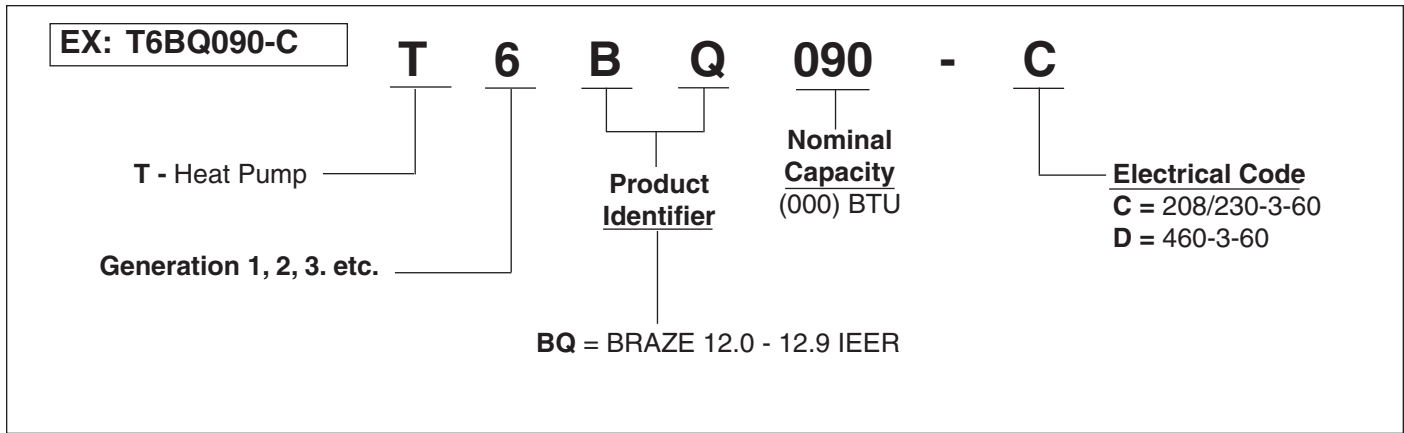 EX: T6BQ090-C
T 6 B Q 090 - C
T - Heat Pump
Generation 1, 2, 3. etc.
Product
Identifier
BQ = BRAZE 12.0 - 12.9 IEER
Nominal
Capacity
(000) BTU
Electrical Code
C = 208/230-3-60
D = 460-3-60